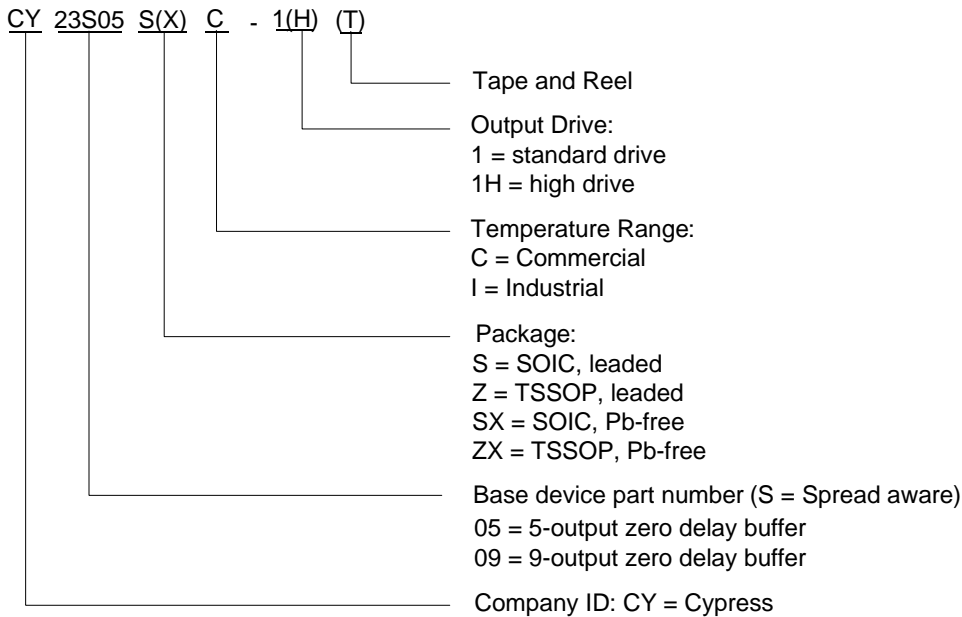 CY 23S05 S(X) C - 1(H) (T)
Tape and Reel
Output Drive:
1 = standard drive
1H = high drive
Temperature Range:
C = Commercial
I = Industrial
Package:
S = SOIC, leaded
Z = TSSOP, leaded
SX = SOIC, Pb-free
ZX = TSSOP, Pb-free
Base device part number (S = Spread aware)
05 = 5-output zero delay buffer
09 = 9-output zero delay buffer
Company ID: CY = Cypress